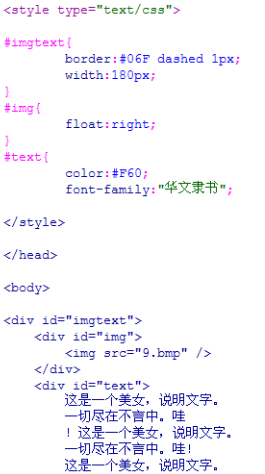 <style type="text/css">
#imgtext{
border:#06F dashed 1px;
width:180px;
}
#img{
float:right;
}
#text{
color:#F60;
font-family:"华文隶书";
</style>
</head>
<body>
<div id="imgtext">
<div id="img">
<img src="9.bmp" />
</div>
<div id="text">
这是一个美女，说明文字。
一切尽在不言中。哇
！这是一个美女，说明文字。
一切尽在不言中。哇！
这是一个美女，说明文字。